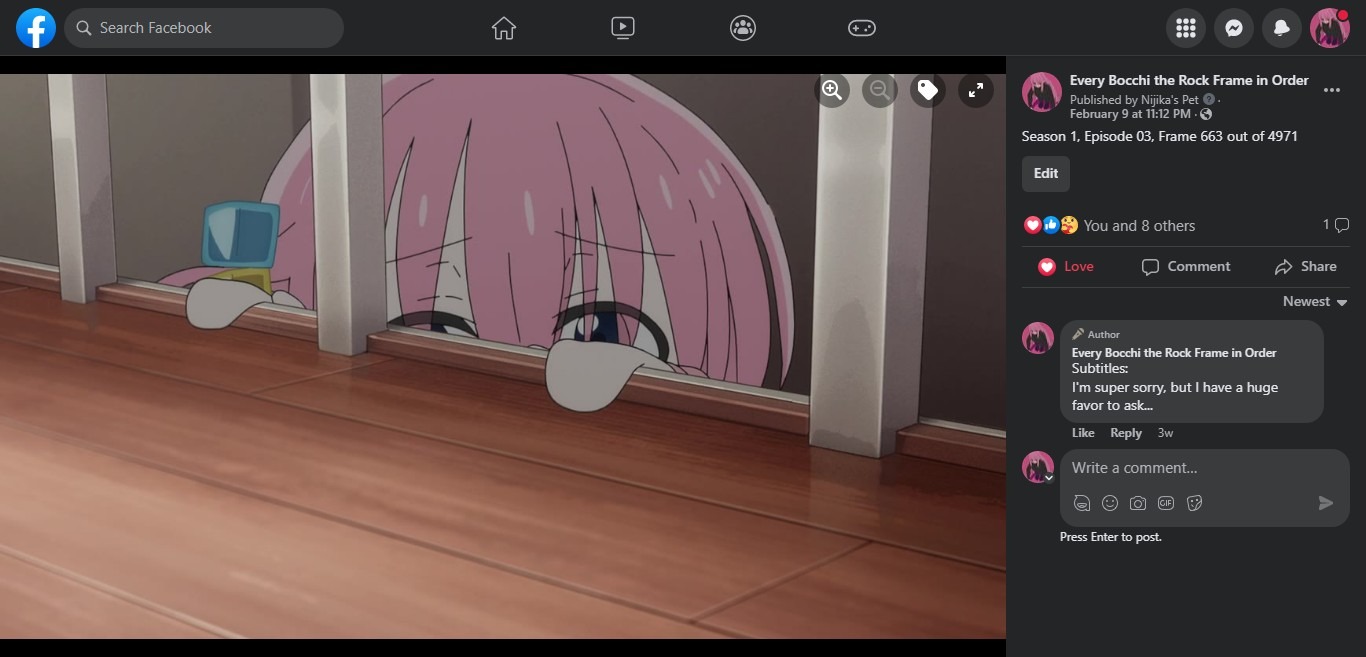 Search Facebook
Every Bocchi the Rock Frame in Order
Published by Nijika's Pet ·
February 9 at 11:12 PM ·
Season 1, Episode 03, Frame 663 out of 4971
Edit
You and 8 others
1
Love
Comment
Share
Newest
Author
Every Bocchi the Rock Frame in Order
Subtitles:
I'm super sorry, but I have a huge
favor to ask...
Like Reply 3w
Write a comment...
GIF
Press Enter to post.